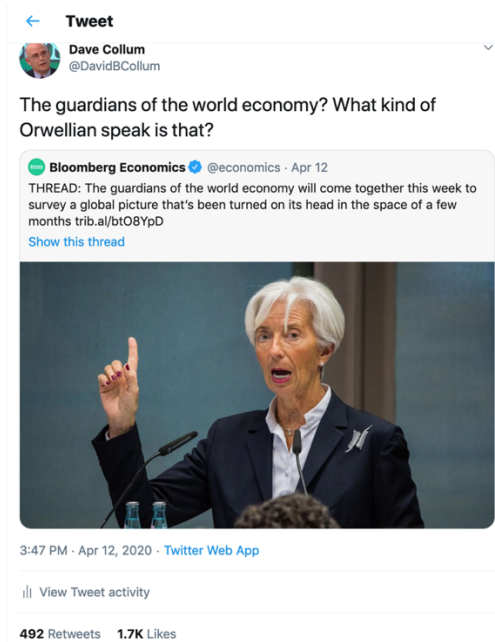 Tweet
Dave Collum
@DavidBCollum
The guardians of the world economy? What kind of
Orwellian speak is that?
Bloomberg Economics @economics · Apr 12
THREAD: The guardians of the world economy will come together this week to
survey a global picture that's been turned on its head in the space of a few
months trib.al/btO8YpD
Show this thread
3:47 PM · Apr 12, 2020 · Twitter Web App
View Tweet activity
492 Retweets 1.7K Likes